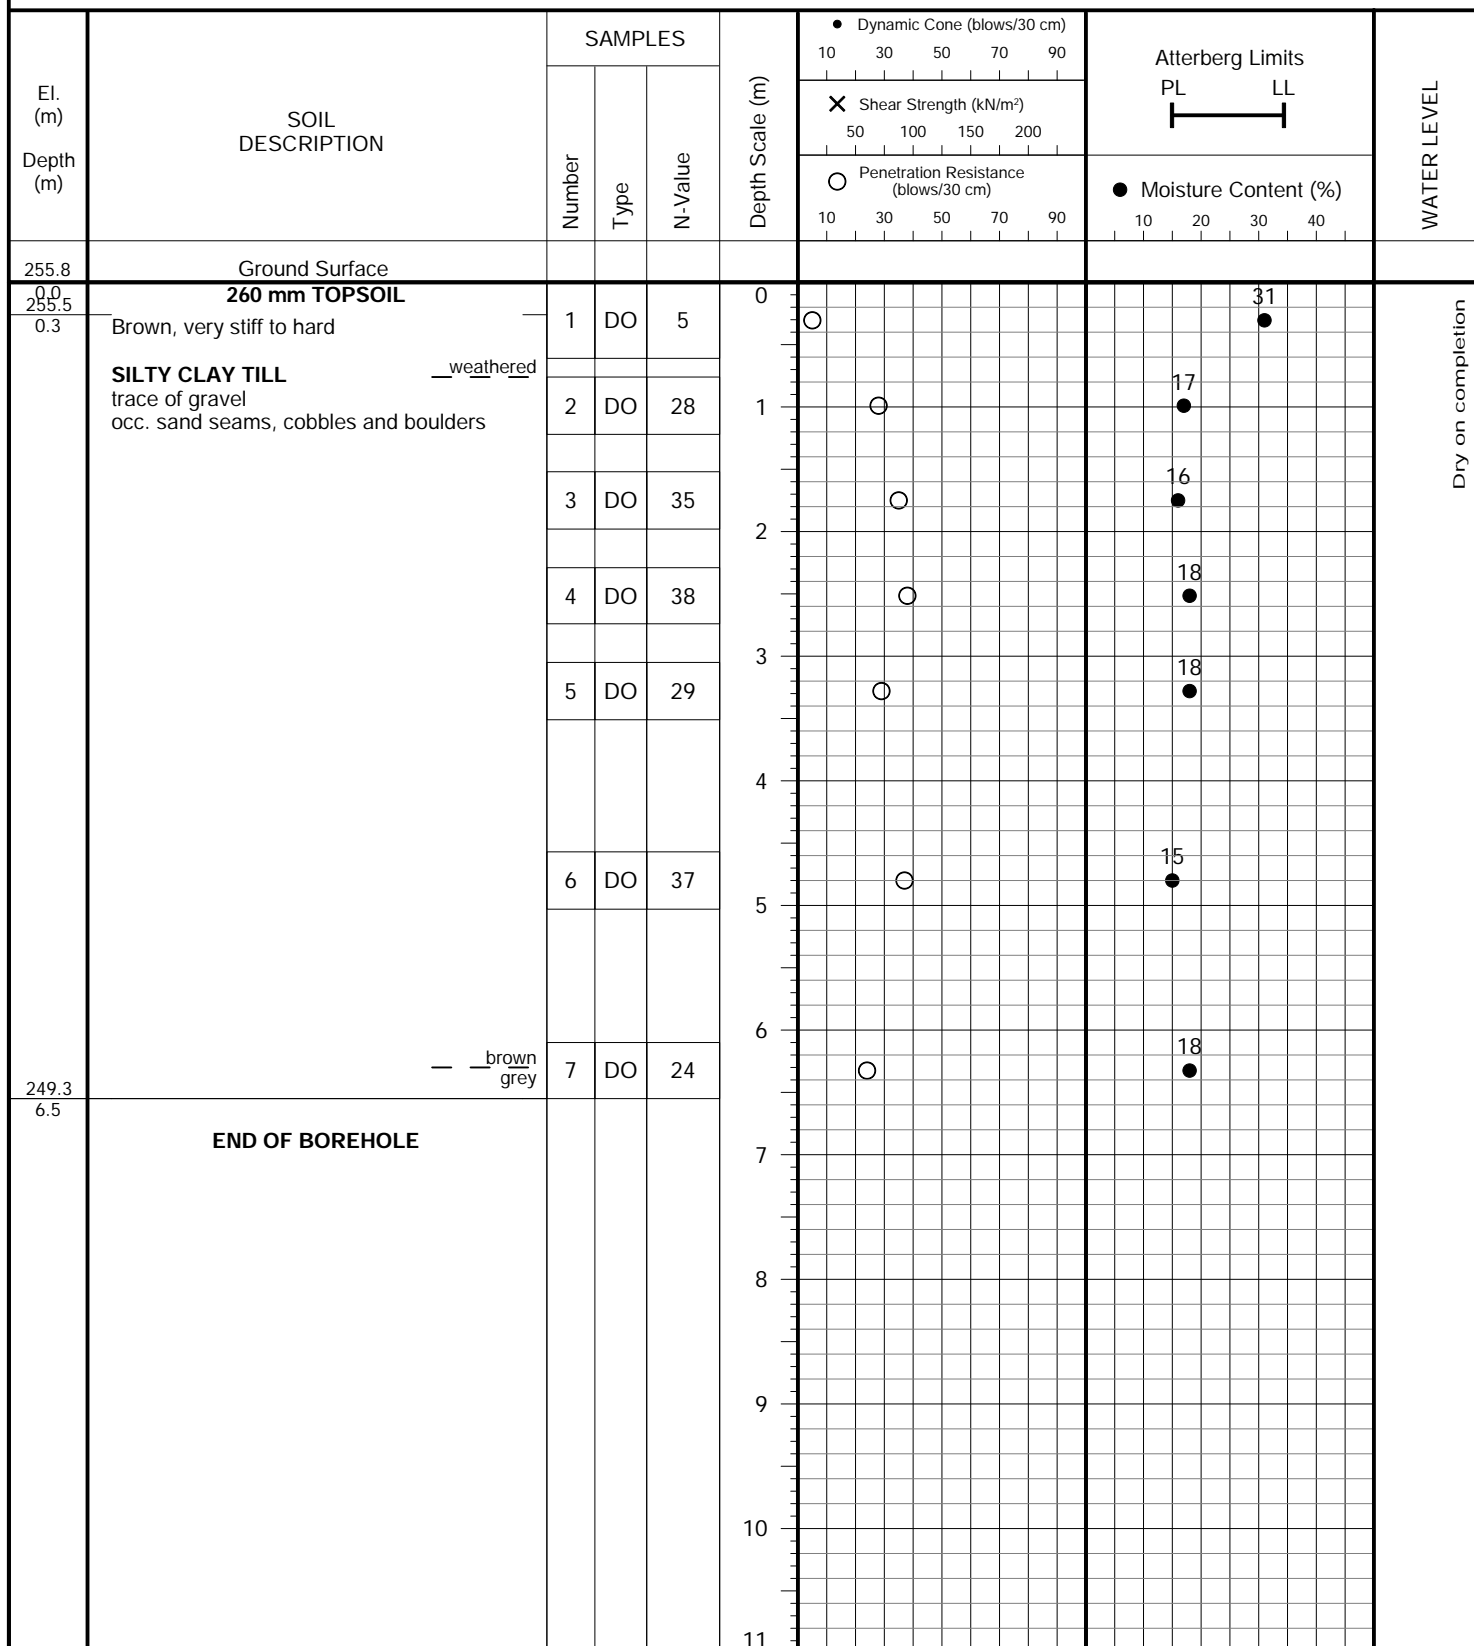 El.
(m)
Depth
(m)
SOIL
DESCRIPTION
SAMPLES
Number
Type
N-Value
Depth Scale (m)
Dynamic Cone (blows/30 cm)
10 30 50 70 90
Shear Strength (kN/m²)
50 100 150 200
Penetration Resistance
(blows/30 cm)
10 30 50 70 90
Atterberg Limits
PL LL
Moisture Content (%)
10 20 30 40
WATER LEVEL
255.8 Ground Surface
0.0 260 mm TOPSOIL 0
255.5
31
0.3 Brown, very stiff to hard 1 DO 5
weathered
SILTY CLAY TILL
trace of gravel
occ. sand seams, cobbles and boulders
17
2 DO 28 1
16
3 DO 35
2
18
4 DO 38
3
18
5 DO 29
4
15
6 DO 37
5
6
18
brown
grey
7 DO 24
249.3
6.5
END OF BOREHOLE
7
8
9
10
11
Dry on completion